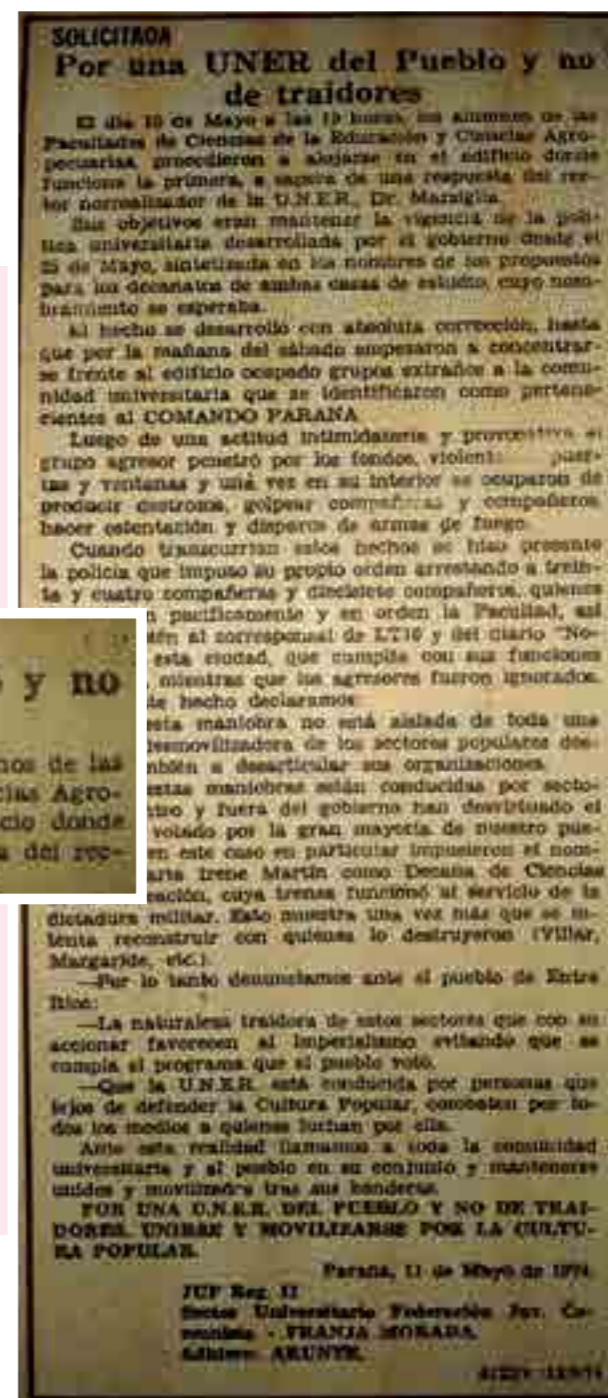 SOLICITADA
Por una UNER del Pueblo y no
de traidores
El día 10 de Mayo a las 19 horas, los alumnos de las
Facultades de Ciencias de la Educación y Ciencias Agro-
pecuarias, procedieron a alojarse en el edificio donde
funciona la primera, a espera de una respuesta del rec-
tor normalizador de la U.N.E.R., Dr. Marsiglia.
Sus objetivos eran mantener la vigencia de la polí-
tica universitaria desarrollada por el gobierno desde el
25 de Mayo, sintetizada en los nombres de los propuestos
para los decanatos de ambas casas de estudio, cuyo nom-
bramiento se esperaba.
El hecho se desarrolló con absoluta corrección, hasta
que por la mañana del sábado empezaron a concentrar-
se frente al edificio ocupado grupos extraños a la comu-
nidad universitaria que se identificaron como pertene-
cientes al COMANDO PARANA
Luego de una actitud intimidatoria y provocativa el
grupo agresor penetró por los fondos, puer-
tas y ventanas y una vez en su interior se ocuparon de
producir destrozos, golpear compañeras y compañeros,
hacer ostentación y disparos de armas de fuego.
Cuando transcurrían estos hechos se hizo presente
la policía que impuso su propio orden arrestando a trein-
ta y cuatro compañeras y diecisiete compañeros, quienes
pacíficamente y en orden la Facultad, así
al corresponsal de LT10 y del diario "No-
esta ciudad, que cumplía con sus funciones
mientras que los agresores fueron ignorados.
hecho declaramos:
esta maniobra no está aislada de toda una
desmovilizadora de los sectores populares
a desarticular sus organizaciones.
estas maniobras están conducidas por secto-
y fuera del gobierno han desvirtuado el
votado por la gran mayoría de nuestro pue-
en este caso en particular impusieron el nom-
Irene Martín como Decana de Ciencias
cuya trenza funcionó al servicio de la
dictadura militar. Esto muestra una vez más que se in-
tenta reconstruir con quienes lo destruyeron (Villar,
Margaride, etc.).
—Por lo tanto denunciamos ante el pueblo de Entre
Ríos:
—La naturaleza traidora de estos sectores que con su
accionar favorecen al imperialismo evitando que se
cumpla el programa que el pueblo votó.
—Que la U.N.E.R. está conducida por personas que
lejos de defender la Cultura Popular, combaten por to-
dos los medios a quienes luchan por ella.
Ante esta realidad llamamos a toda la comunidad
universitaria y al pueblo en su conjunto y mantenerse
unidos y movilizados tras sus banderas.
POR UNA U.N.E.R. DEL PUEBLO Y NO DE TRAI-
DORES, UNIRSE Y MOVILIZARSE POR LA CULTU-
RA POPULAR.
Paraná, 11 de Mayo de 1974.
JUP Reg. II
Sector Universitario Federación Juv. Co-
munista - FRANJA MORADA.
Adhiere: ARUNYE.
y no
de las
Agro-
donde
del rec-